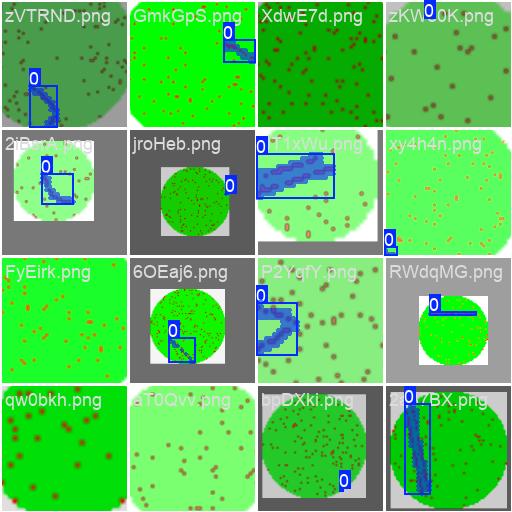 zVTRND.png GmkGpS.png XdwE7d.png
0 0 0
jroHeb.png xy4h4n.png
0 0 0 0
FyEirk.png 6OEaj6.png P2YgfY.png RWdqMG.png
0 0 0
qw0bkh.png bpDXki.png
0 0